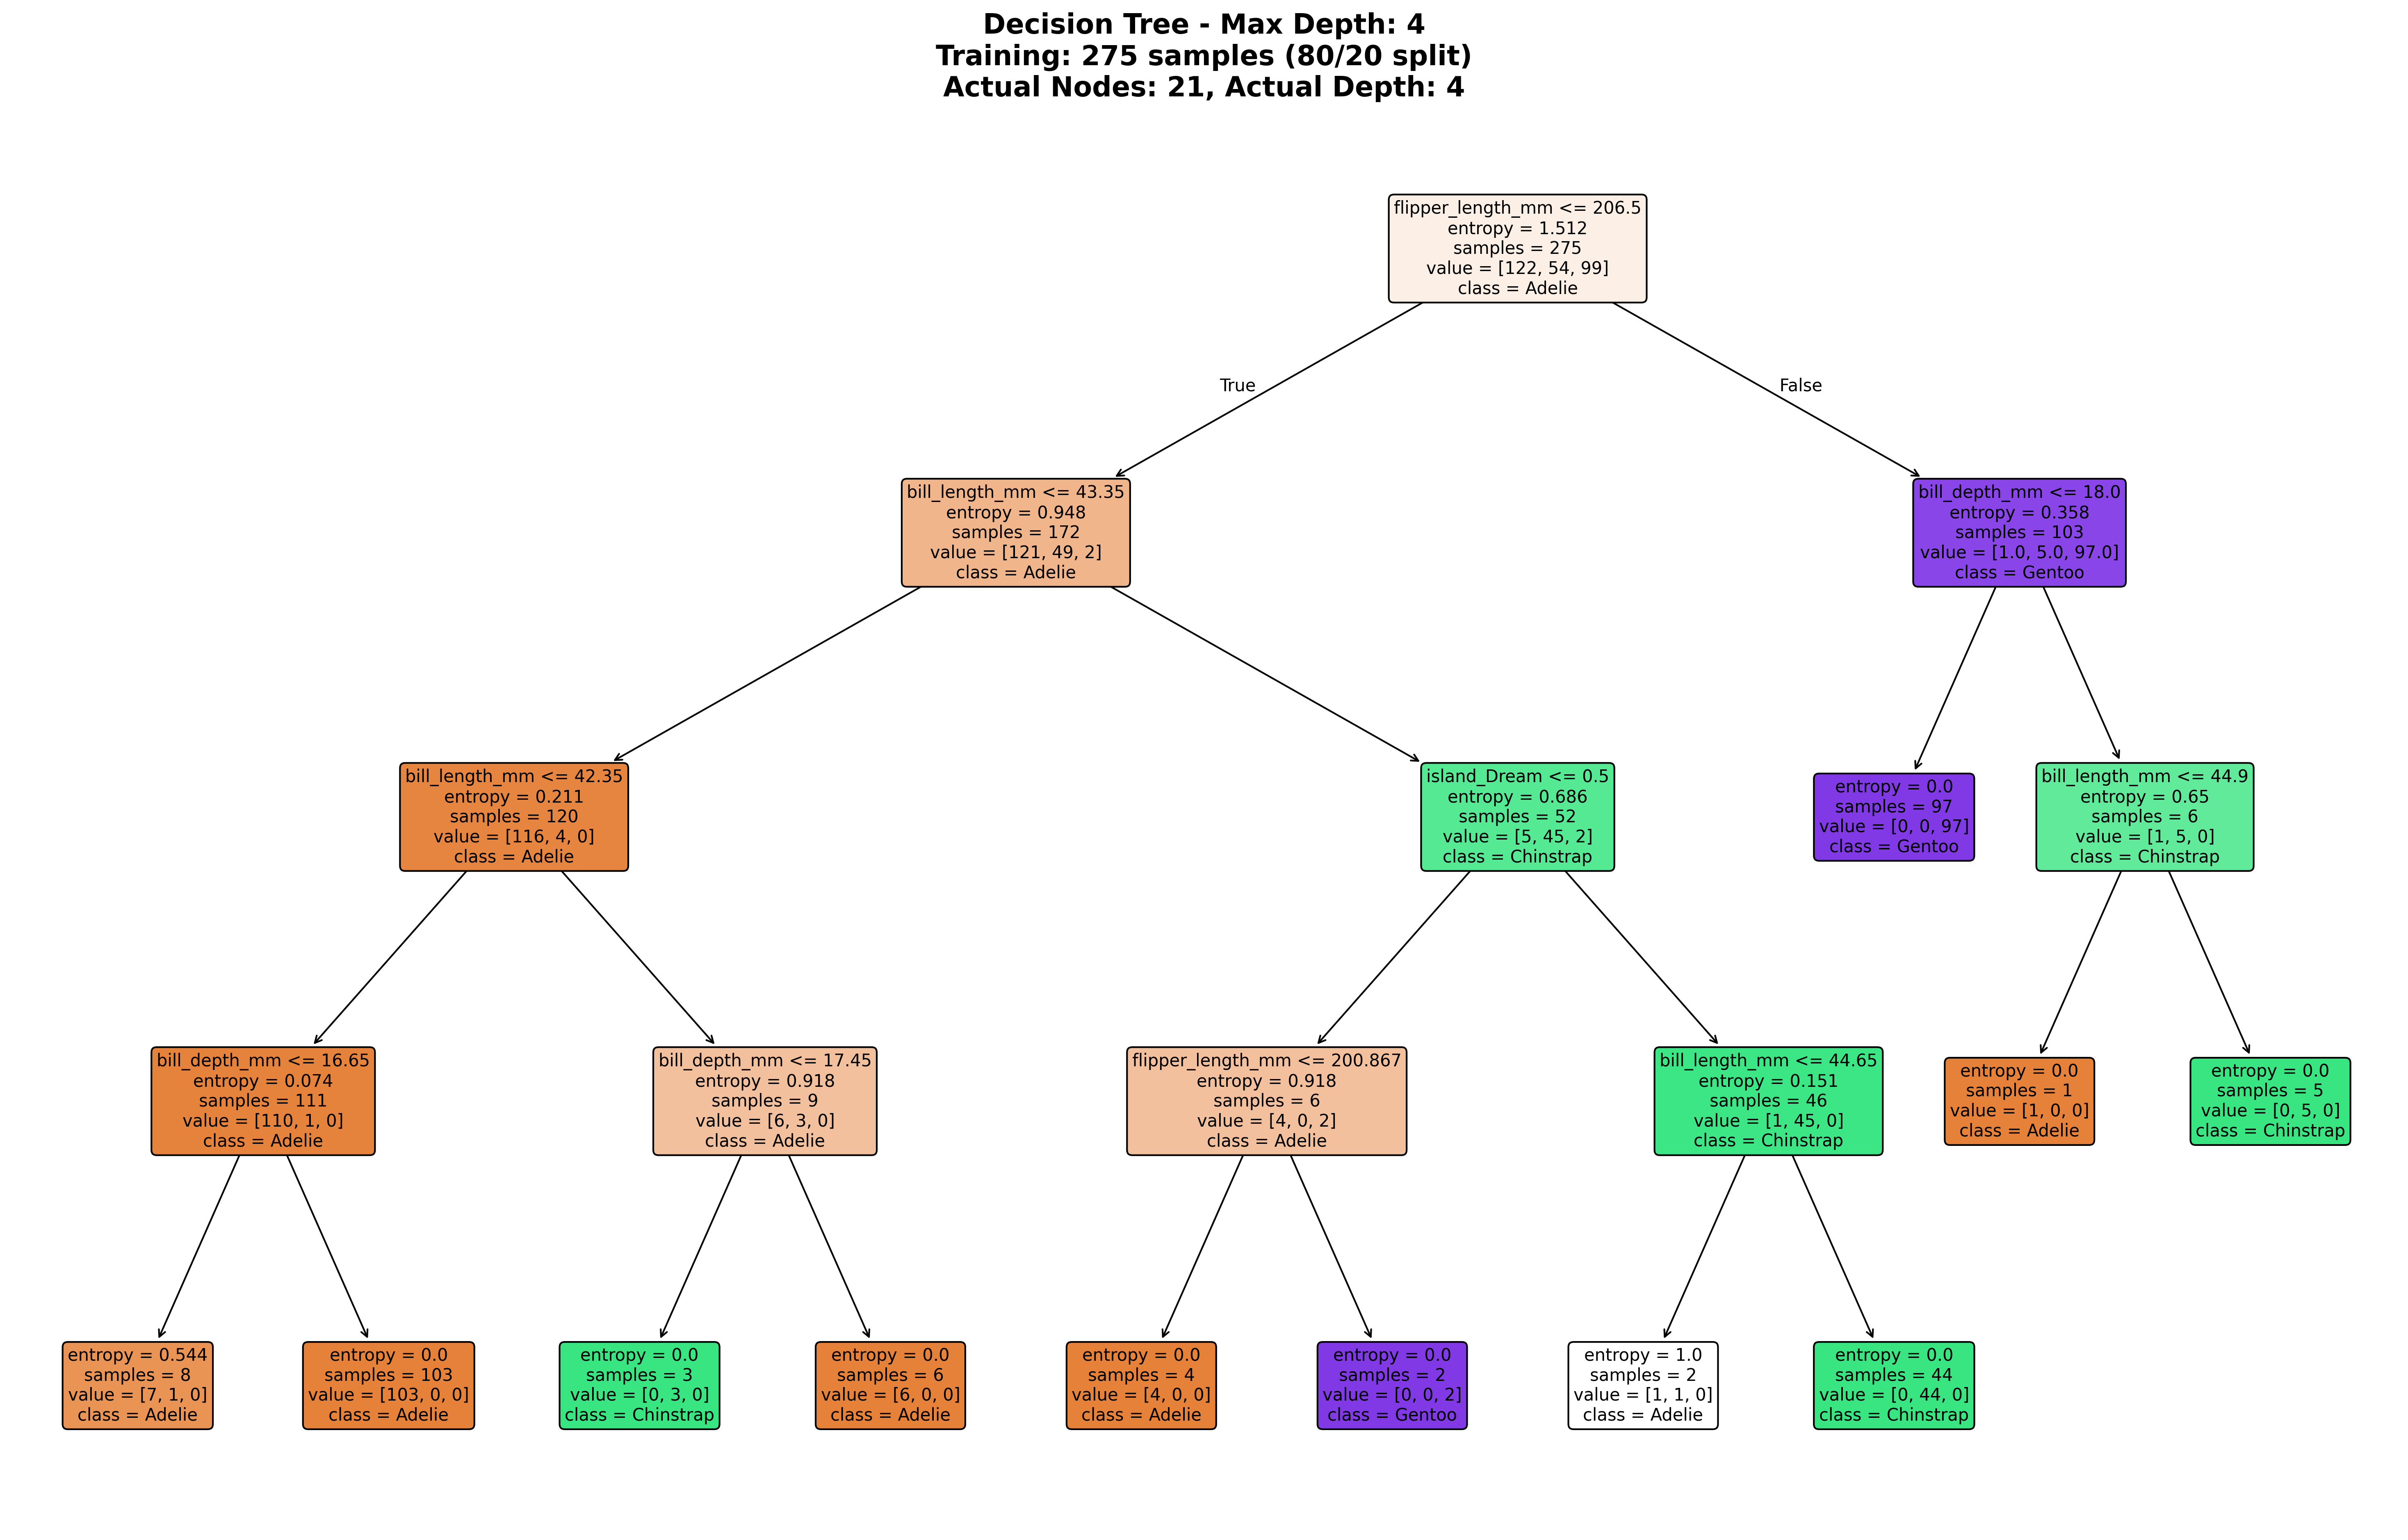 Decision Tree - Max Depth: 4
Training: 275 samples (80/20 split)
Actual Nodes: 21, Actual Depth: 4
flipper_length_mm <= 206.5
entropy = 1.512
samples = 275
value = [122, 54, 99]
class = Adelie
True
False
bill_length_mm <= 43.35
entropy = 0.948
samples = 172
value = [121, 49, 2]
class = Adelie
bill_depth_mm <= 18.0
entropy = 0.358
samples = 103
value = [1.0, 5.0, 97.0]
class = Gentoo
bill_length_mm <= 42.35
entropy = 0.211
samples = 120
value = [116, 4, 0]
class = Adelie
island_Dream <= 0.5
entropy = 0.686
samples = 52
value = [5, 45, 2]
class = Chinstrap
entropy = 0.0
samples = 97
value = [0, 0, 97]
class = Gentoo
bill_length_mm <= 44.9
entropy = 0.65
samples = 6
value = [1, 5, 0]
class = Chinstrap
bill_depth_mm <= 16.65
entropy = 0.074
samples = 111
value = [110, 1, 0]
class = Adelie
bill_depth_mm <= 17.45
entropy = 0.918
samples = 9
value = [6, 3, 0]
class = Adelie
flipper_length_mm <= 200.867
entropy = 0.918
samples = 6
value = [4, 0, 2]
class = Adelie
bill_length_mm <= 44.65
entropy = 0.151
samples = 46
value = [1, 45, 0]
class = Chinstrap
entropy = 0.0
samples = 1
value = [1, 0, 0]
class = Adelie
entropy = 0.0
samples = 5
value = [0, 5, 0]
class = Chinstrap
entropy = 0.544
samples = 8
value = [7, 1, 0]
class = Adelie
entropy = 0.0
samples = 103
value = [103, 0, 0]
class = Adelie
entropy = 0.0
samples = 3
value = [0, 3, 0]
class = Chinstrap
entropy = 0.0
samples = 6
value = [6, 0, 0]
class = Adelie
entropy = 0.0
samples = 4
value = [4, 0, 0]
class = Adelie
entropy = 0.0
samples = 2
value = [0, 0, 2]
class = Gentoo
entropy = 1.0
samples = 2
value = [1, 1, 0]
class = Adelie
entropy = 0.0
samples = 44
value = [0, 44, 0]
class = Chinstrap